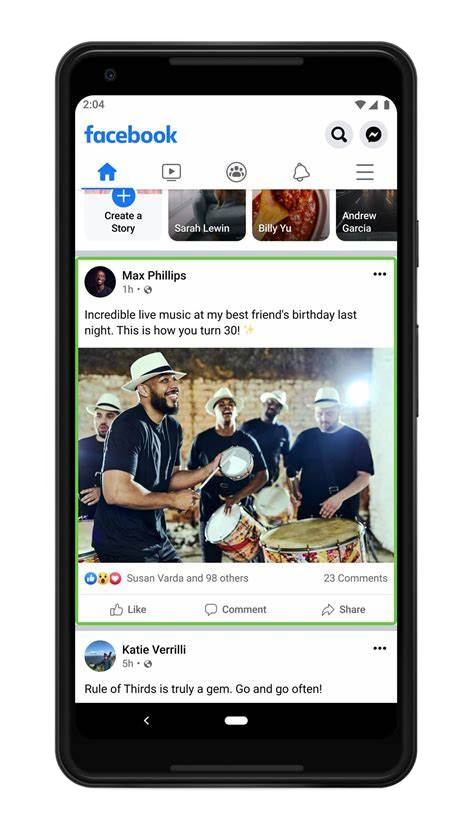 2:04
facebook
Create a
Story
Sarah Lewin
Billy Yu
Andrew
Garcia
Max Phillips
1h
Incredible live music at my best friend's birthday last
night. This is how you turn 30! ✨
Susan Varda and 98 others
23 Comments
Like
Comment
Share
Katie Verrilli
5h
Rule of Thirds is truly a gem. Go and go often!